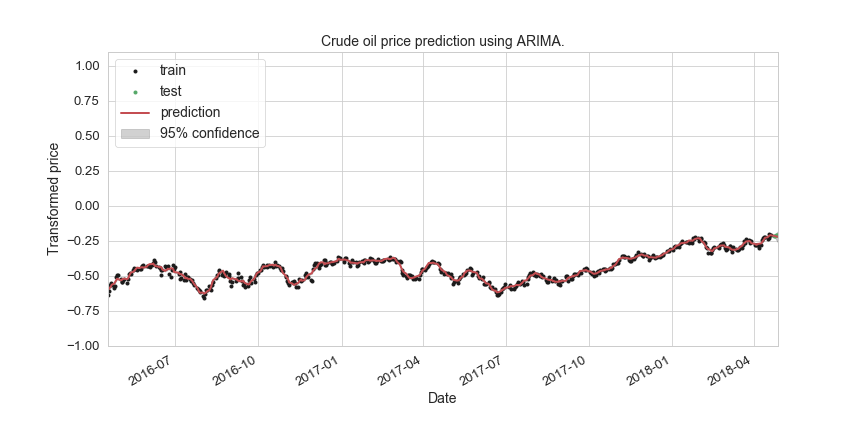 Crude oil price prediction using ARIMA.
1.00
0.75
0.50
0.25
0.00
−0.25
−0.50
−0.75
−1.00
Transformed price
train
test
prediction
95% confidence
2016-07
2016-10
2017-01
2017-04
2017-07
2017-10
2018-01
2018-04
Date